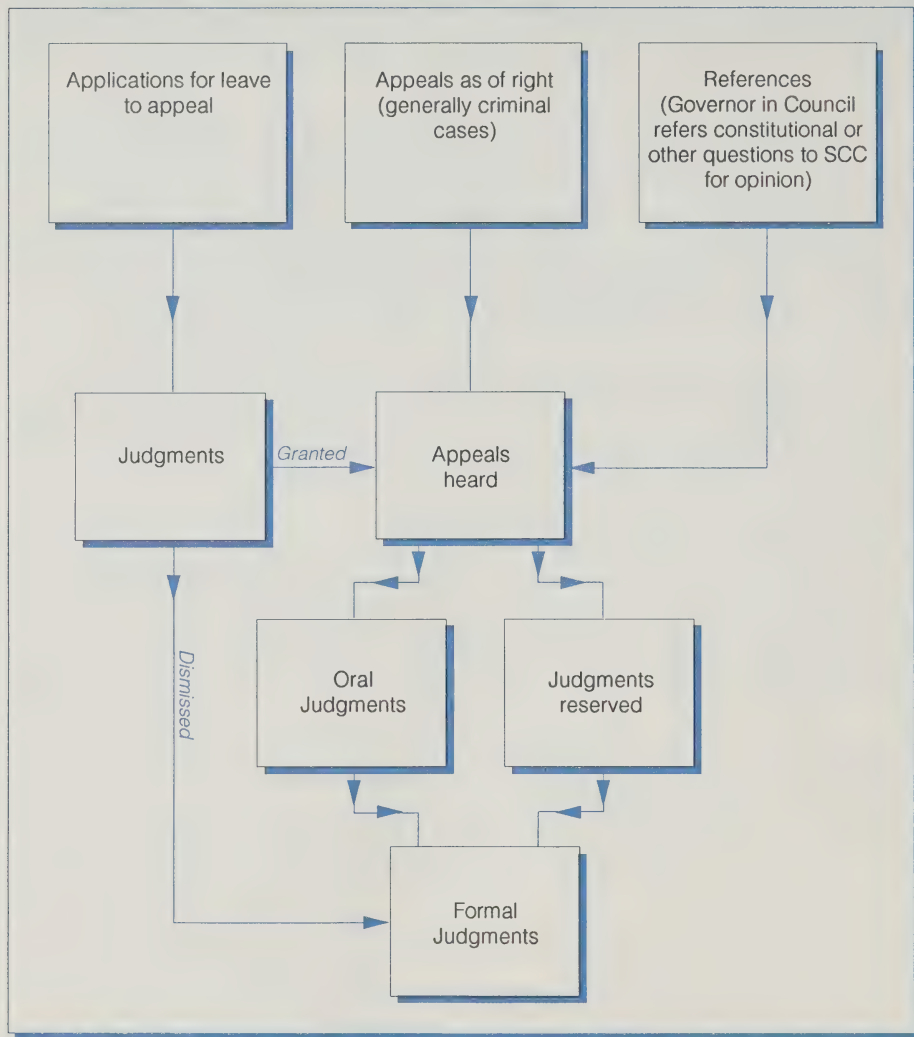 Applications for leave
to appeal
Appeals as of right
(generally criminal
cases)
References
(Governor in Council
refers constitutional or
other questions to SCC
for opinion)
Judgments
Granted
Appeals
heard
Dismissed
Oral
Judgments
Judgments
reserved
Formal
Judgments